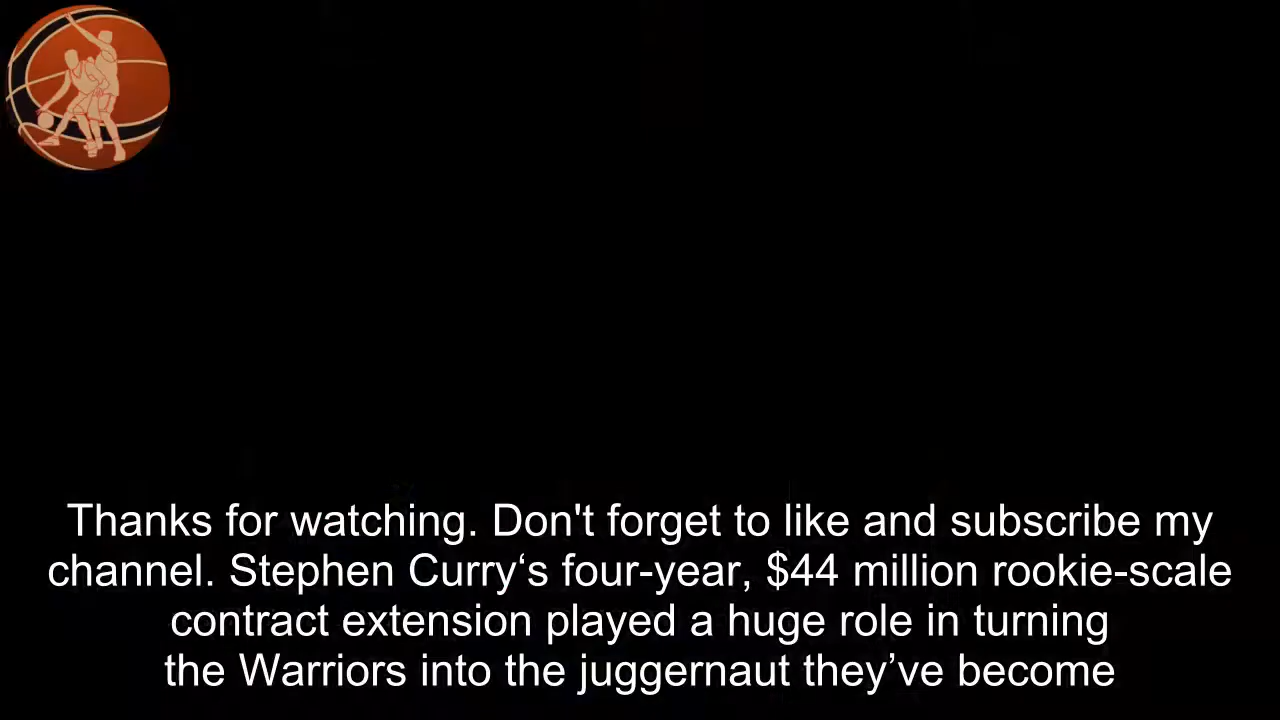 Thanks for watching. Don't forget to like and subscribe my
channel. Stephen Curry‘s four-year, $44 million rookie-scale
contract extension played a huge role in turning
the Warriors into the juggernaut they’ve become